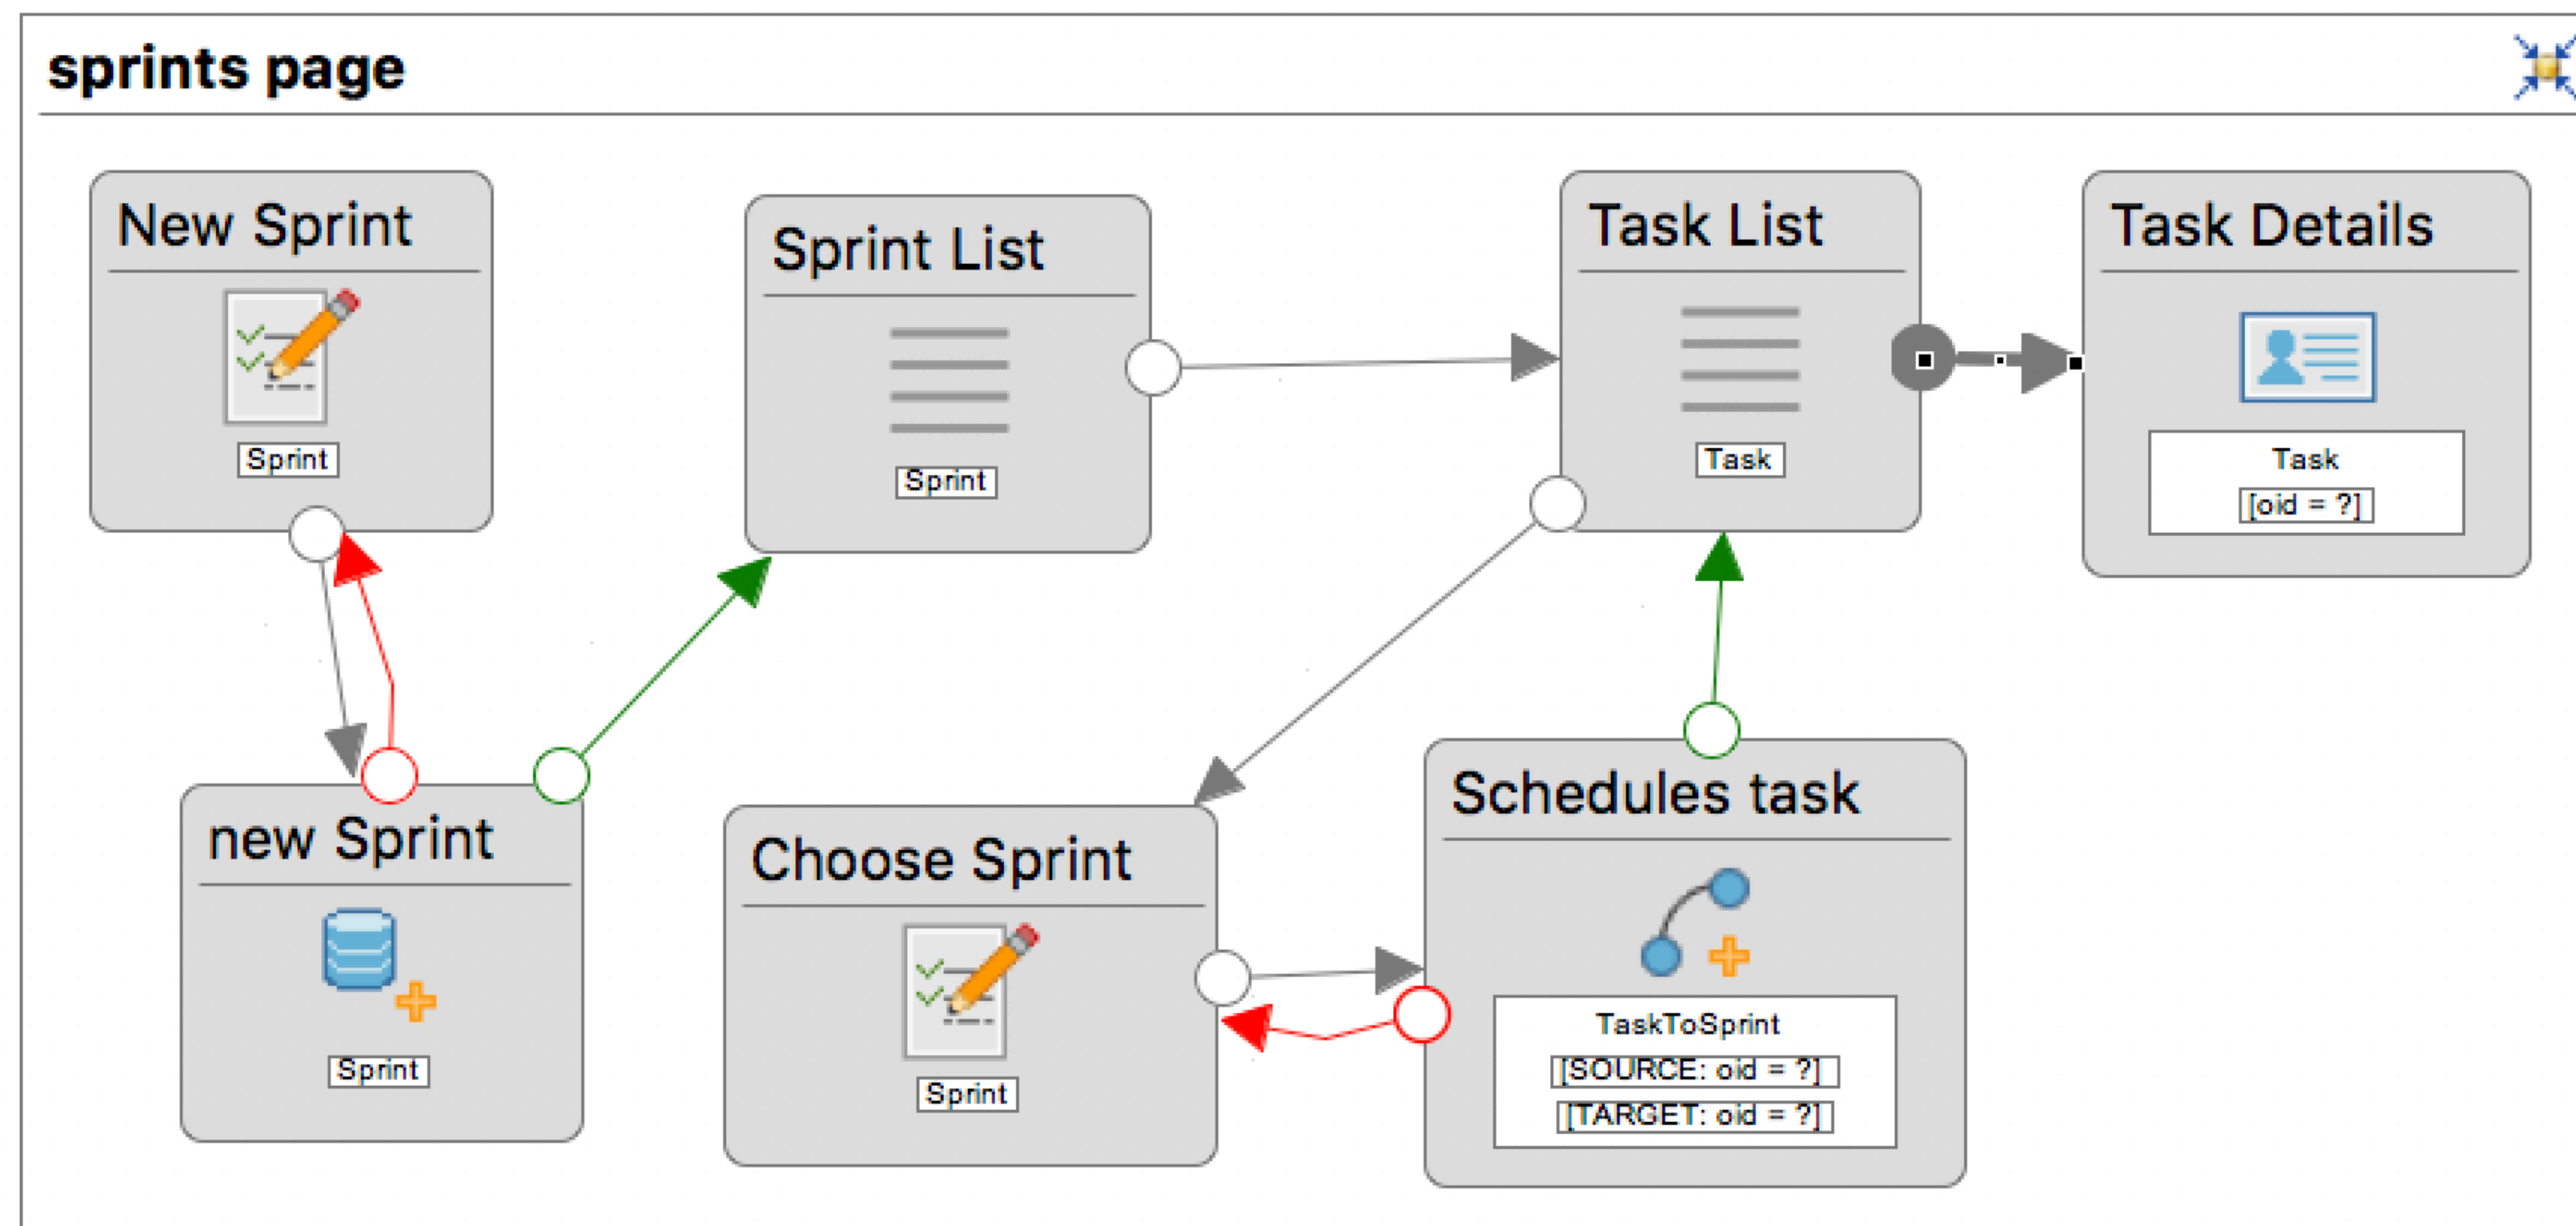 sprints page
New Sprint
Sprint
Sprint List
Sprint
Task List
Task
Task Details
Task
[oid = ?]
new Sprint
Sprint
Choose Sprint
Sprint
Schedules task
TaskToSprint
[SOURCE: oid = ?]
[TARGET: oid = ?]